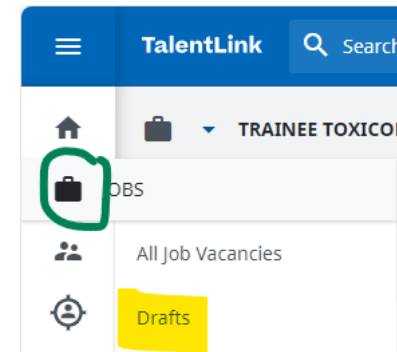 TalentLink Search
TRAINEE TOXICO
OBS
All Job Vacancies
Drafts